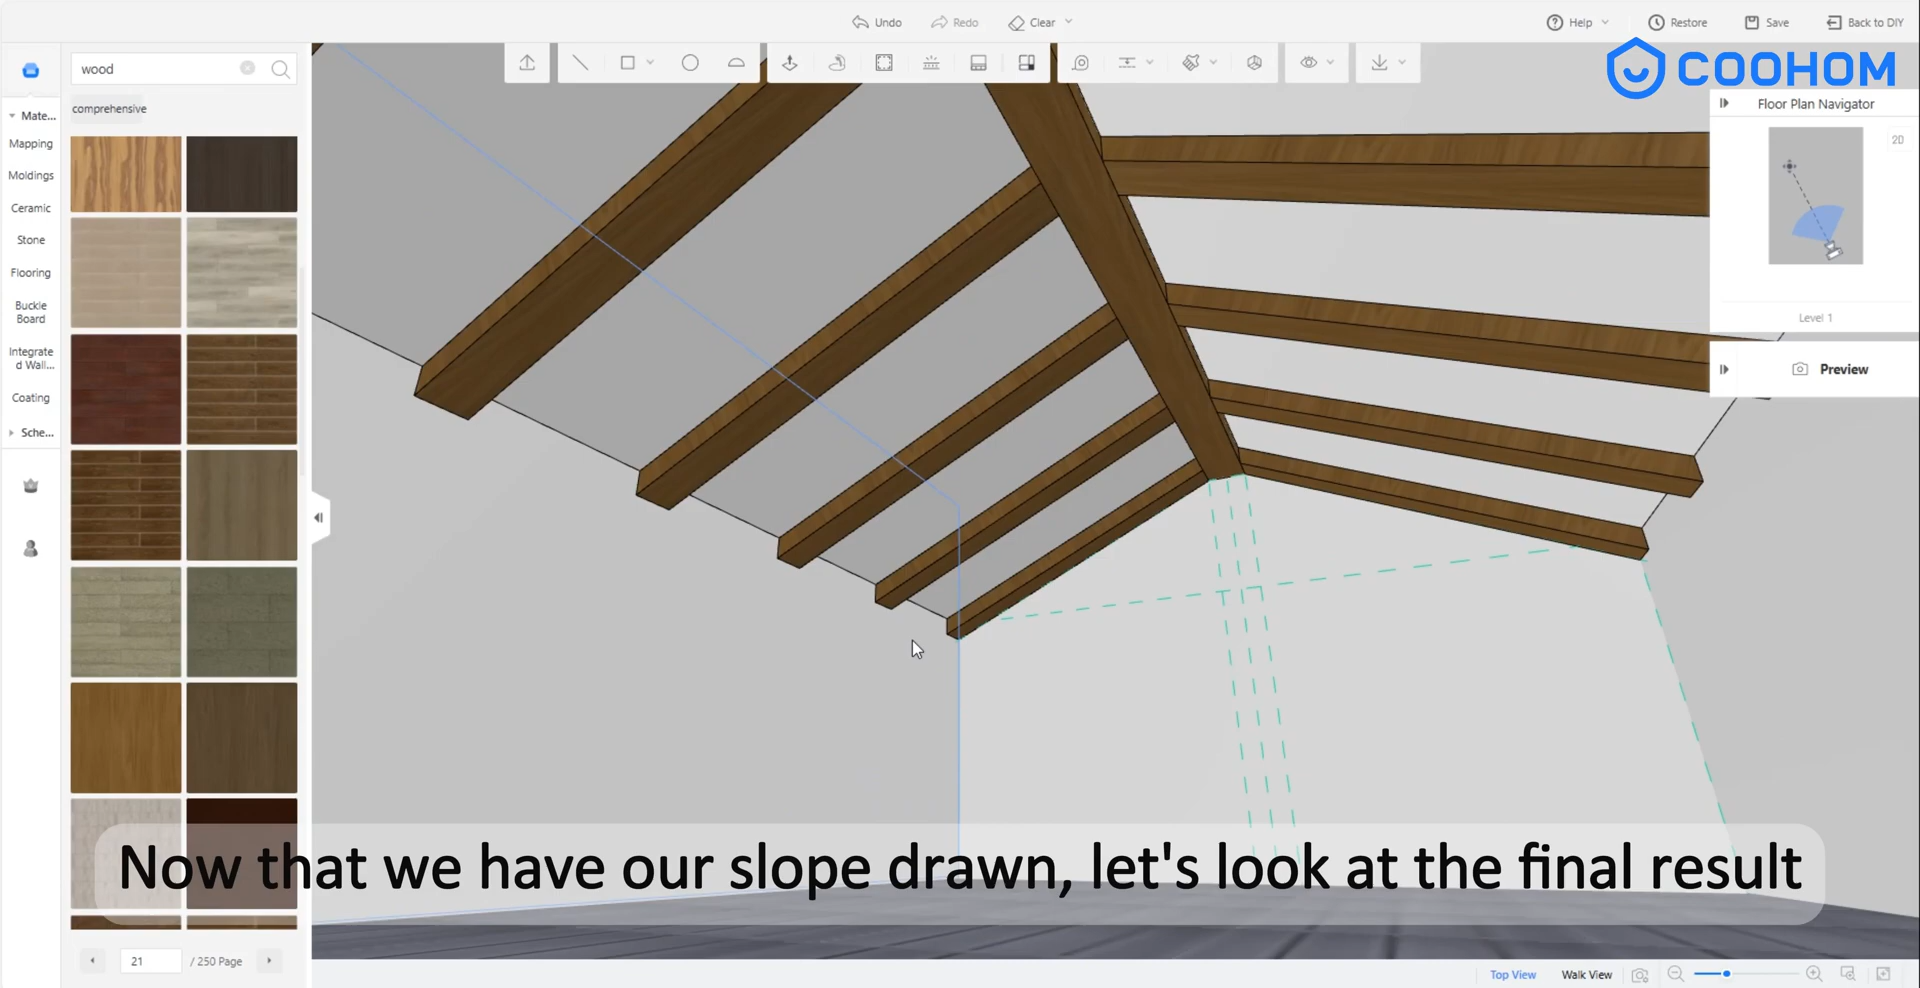 Undo Redo Clear Help Restore Save Back to DIY
COOHOM
wood
comprehensive
Mate...
Mapping
Moldings
Ceramic
Stone
Flooring
Buckle
Board
Integrate
d Wall...
Coating
Sche...
Floor Plan Navigator
2D
Level 1
Preview
Now that we have our slope drawn, let's look at the final result
21 / 250 Page
Top View Walk View